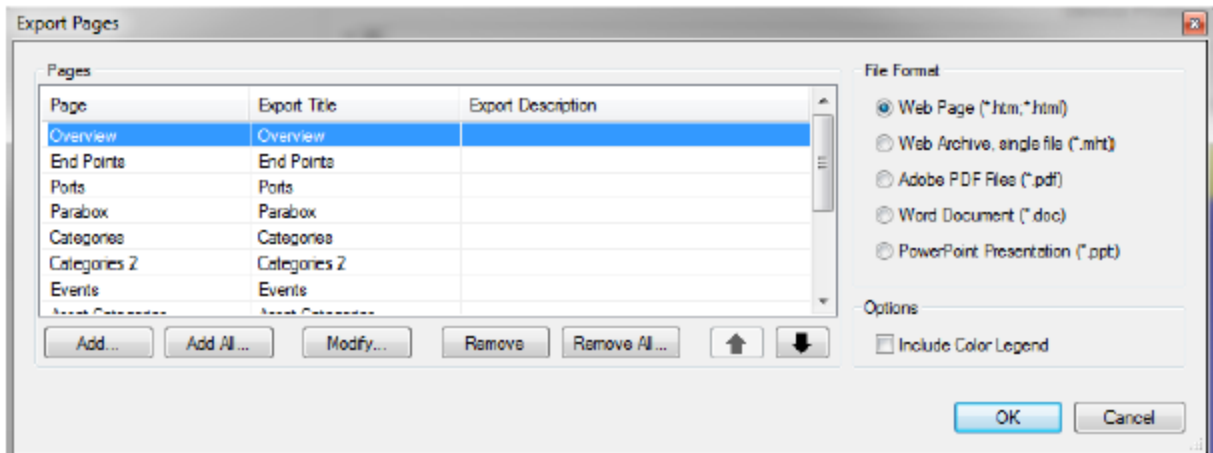 Export Pages
Pages
Page Export Title Export Description
Overview Overview
End Points End Points
Ports Ports
Parabox Parabox
Categories Categories
Categories 2 Categories 2
Events Events
Add... Add All... Modify... Remove Remove All...
File Format
Web Page (*.htm,*.html)
Web Archive, single file (*.mht)
Adobe PDF Files (*.pdf)
Word Document (*.doc)
PowerPoint Presentation (*.ppt)
Options
Include Color Legend
OK Cancel